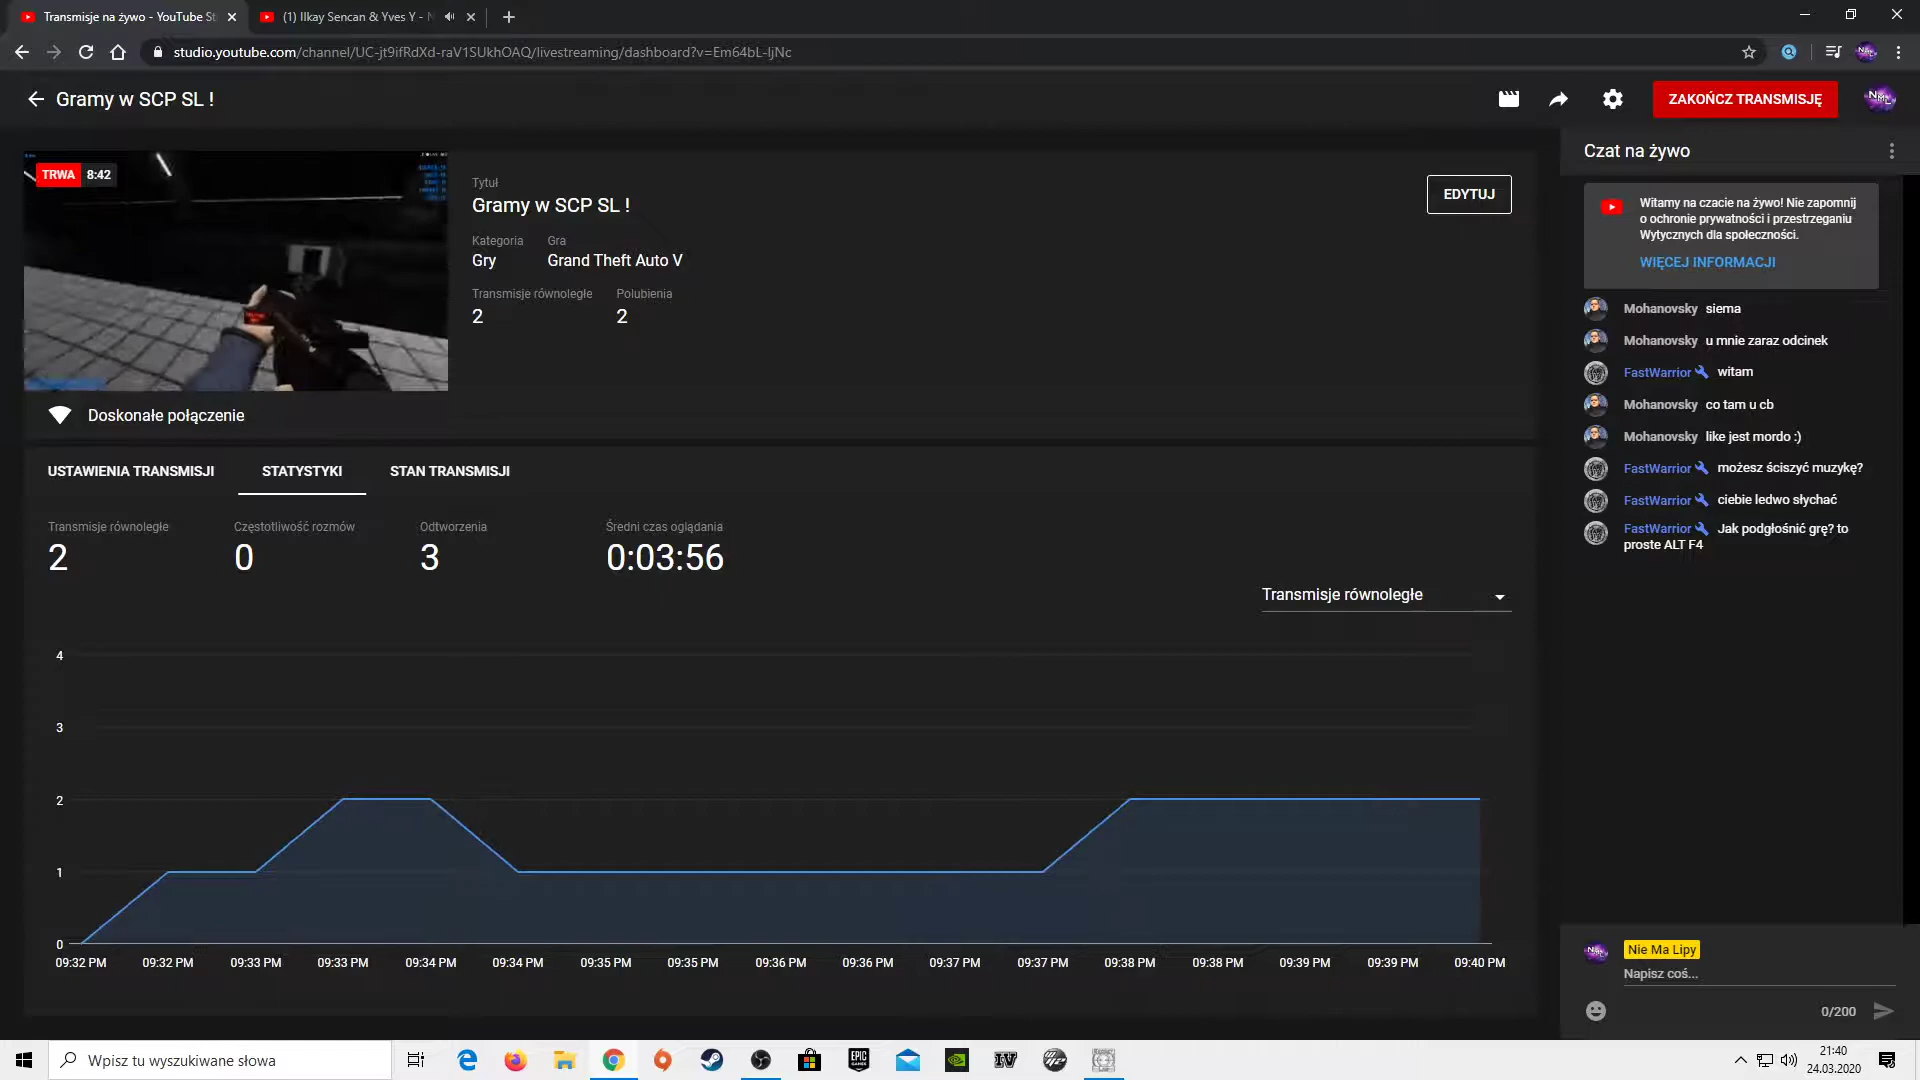 Transmisje na żywo - YouTube St
(1) Ilkay Sencan & Yves Y - N
studio.youtube.com/channel/UC-jt9ifRdXd-raV1SUkhOAQ/livestreaming/dashboard?v=Em64bL-ljNc
Gramy w SCP SL !
ZAKOŃCZ TRANSMISJĘ
TRWA 8:42
Tytuł
Gramy w SCP SL !
EDYTUJ
Kategoria Gra
Gry Grand Theft Auto V
Transmisje równoległe Polubienia
2 2
Doskonałe połączenie
USTAWIENIA TRANSMISJI STATYSTYKI STAN TRANSMISJI
Transmisje równoległe Częstotliwość rozmów Odtworzenia Średni czas oglądania
2 0 3 0:03:56
Transmisje równoległe
4
3
2
1
0
09:32 PM 09:32 PM 09:33 PM 09:33 PM 09:34 PM 09:34 PM 09:35 PM 09:35 PM 09:36 PM 09:36 PM 09:37 PM 09:37 PM 09:38 PM 09:38 PM 09:39 PM 09:39 PM 09:40 PM
Czat na żywo
Witamy na czacie na żywo! Nie zapomnij
o ochronie prywatności i przestrzeganiu
Wytycznych dla społeczności.
WIĘCEJ INFORMACJI
Mohanovsky siema
Mohanovsky u mnie zaraz odcinek
FastWarrior witam
Mohanovsky co tam u cb
Mohanovsky like jest mordo :)
FastWarrior możesz ściszyć muzykę?
FastWarrior ciebie ledwo słychać
FastWarrior Jak podgłośnić grę? to
proste ALT F4
Nie Ma Lipy
Napisz coś...
0/200
Wpisz tu wyszukiwane słowa
EPIC
GAMES
IV
21:40
24.03.2020